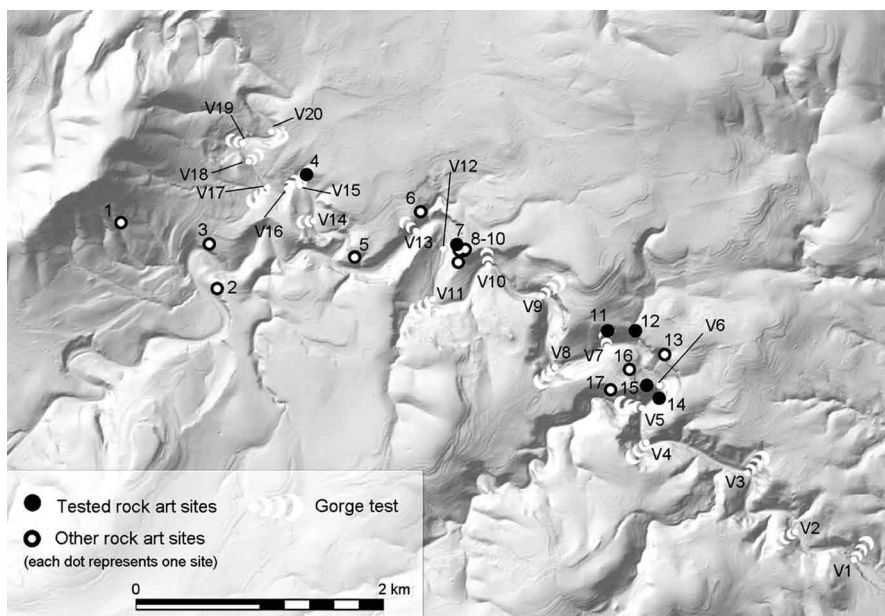 V19
V20
4
V18
V12
V17
V15
6
1
V16
V14
7
8-10
3
V13
5
V10
2
V11
V9
11
12
V6
13
V8
V7
16
17
15
14
V5
V4
V3
V2
V1
Tested rock art sites
Gorge test
Other rock art sites
(each dot represents one site)
0
2 km